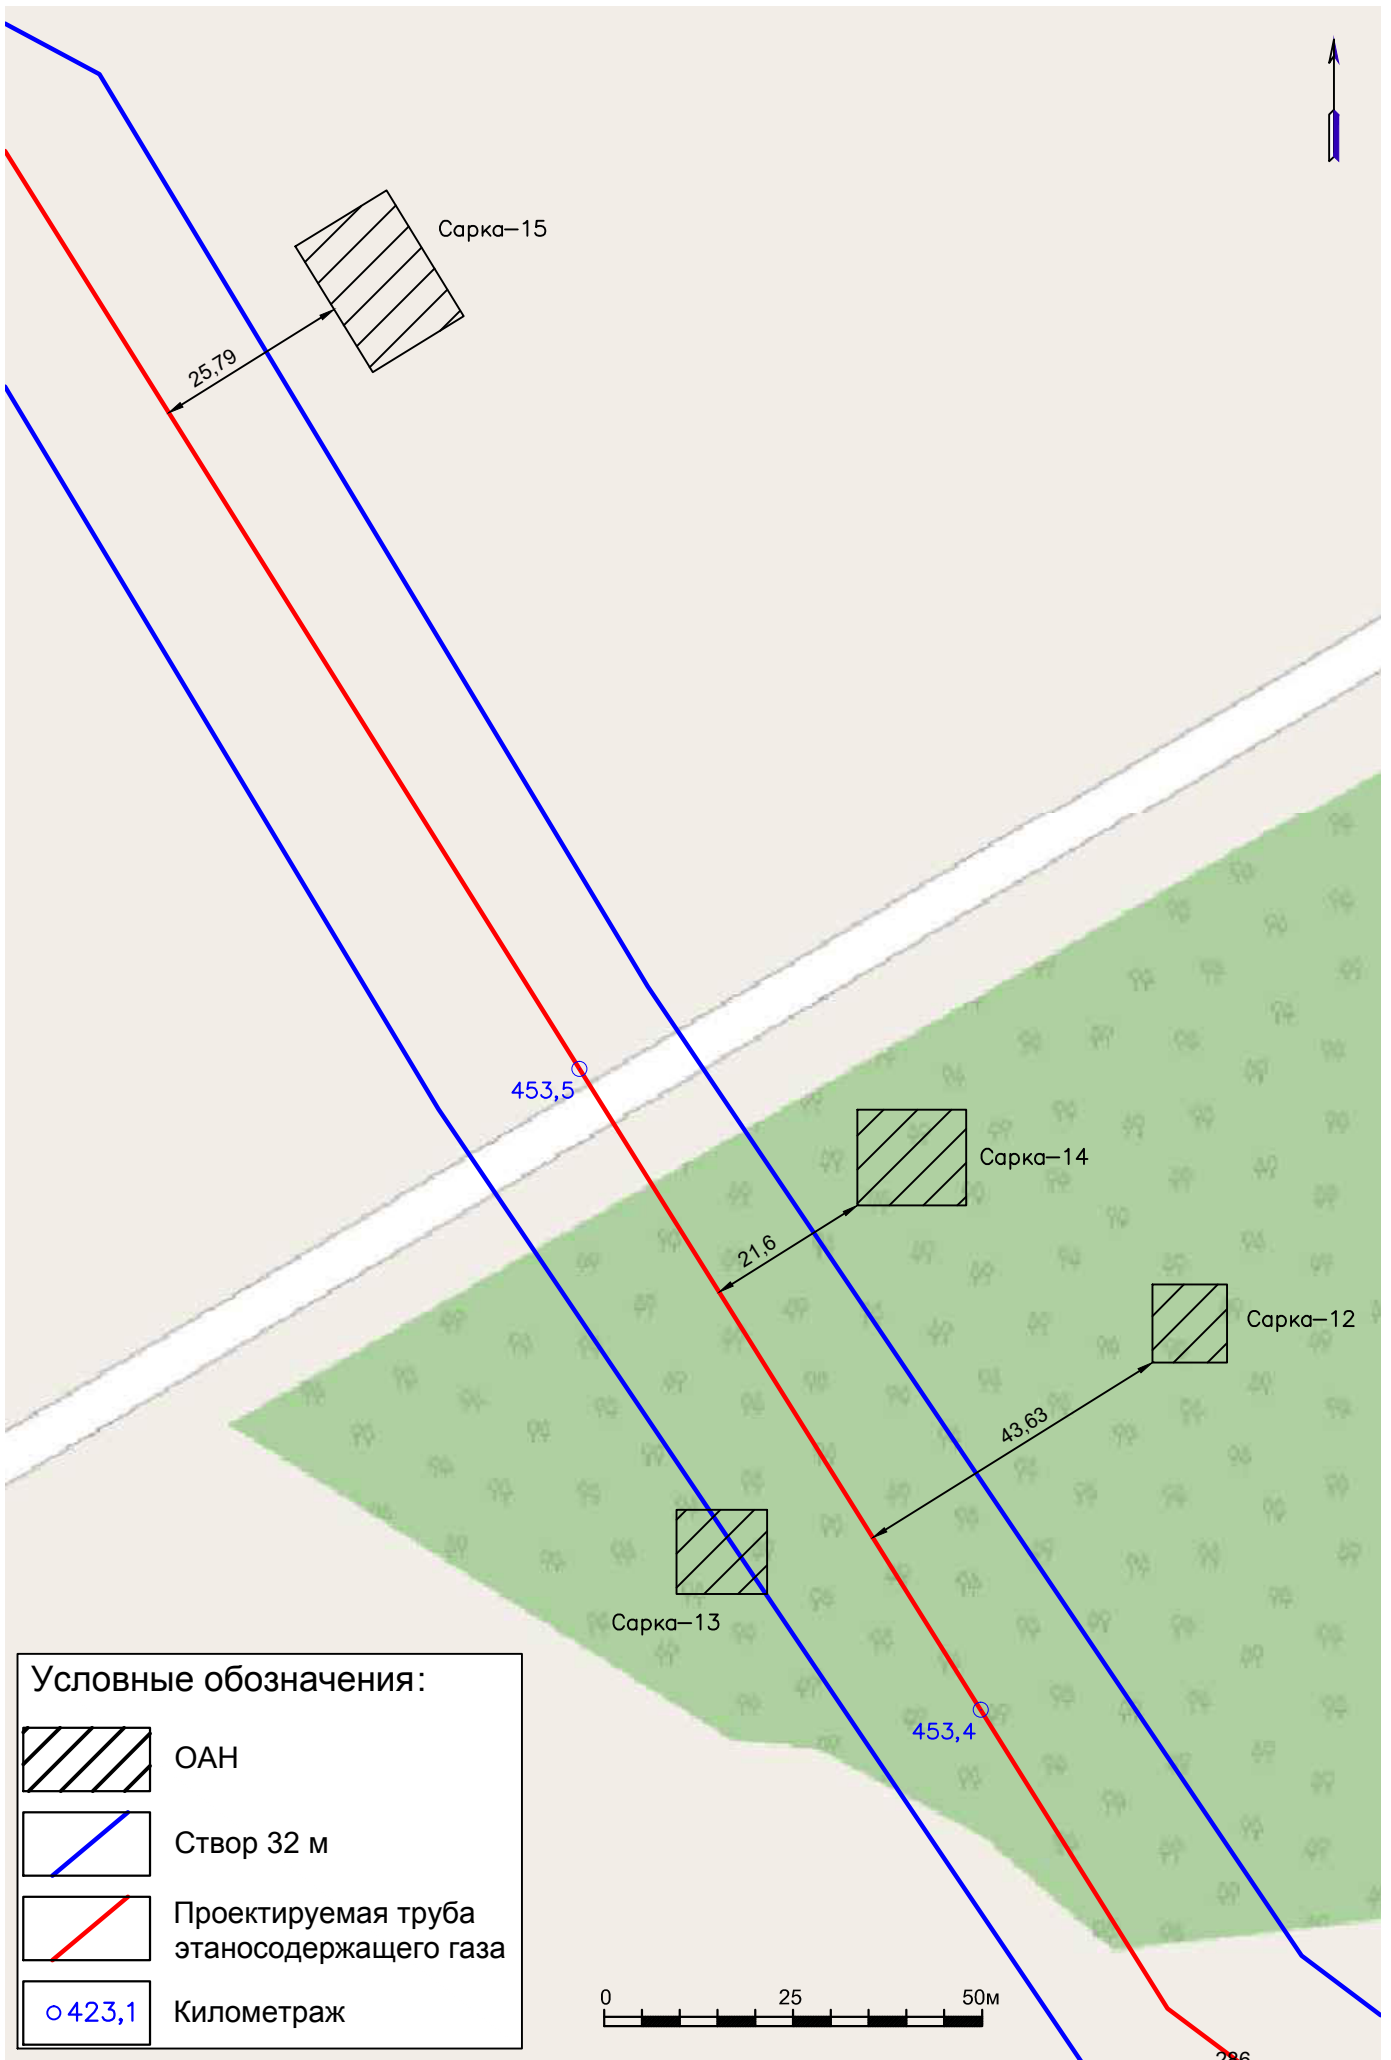 Сарка-15
25,79
453,5
Сарка-14
21,6
Сарка-12
43,63
Сарка-13
453,4
Условные обозначения:
ОАН
Створ 32 м
Проектируемая труба
этаносодержащего газа
423,1 Километраж
0 25 50м